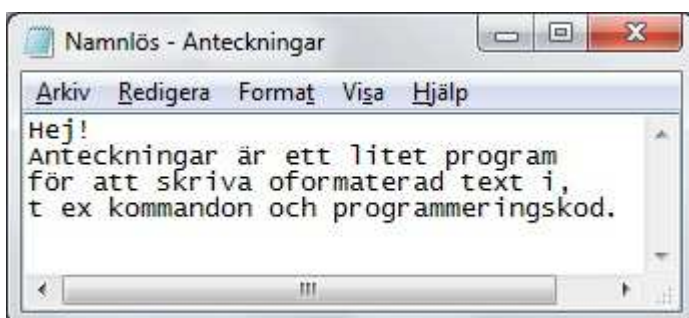 Namnlös - Anteckningar
Arkiv Redigera Format Visa Hjälp
Hej!
Anteckningar är ett litet program
för att skriva oformaterad text i,
t ex kommandon och programmeringskod.